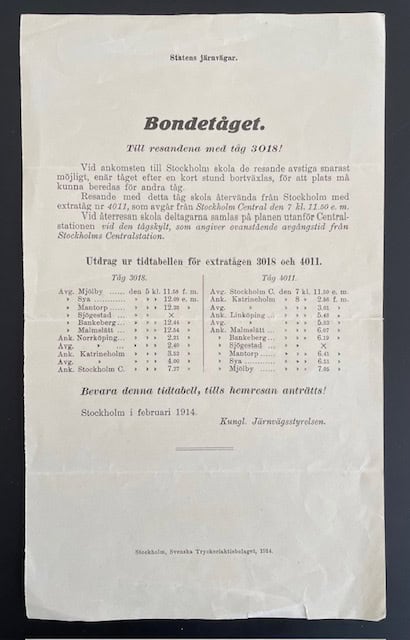 Statens järnvägar.
Bondetåget.
Till resandena med tåg 3018!
Vid ankomsten till Stockholm skola de resande avstiga snarast
möjligt, enär tåget efter en kort stund bortväxlas, för att plats må
kunna beredas för andra tåg.
Resande med detta tåg skola återvända från Stockholm med
extratåg nr 4011, som avgår från Stockholm Central den 7 kl. 11.50 e. m.
Vid återresan skola deltagarna samlas på planen utanför Central-
stationen vid den tågskylt, som angiver ovanstående avgångstid från
Stockholms Centralstation.
Utdrag ur tidtabellen för extratågen 3018 och 4011.
Tåg 3018.
Avg. Mjölby ...... den 5 kl. 11.58 f. m.
» Sya ............... » » » 12.09 e. m.
» Mantorp ...... » » » 12.20 »
» Sjögestad ... » » » ×
» Bankeberg... » » » 12.44 »
» Malmslätt ... » » » 12.54 »
Ank. Norrköping... » » » 2.21 »
Avg. » ... » » » 2.40 »
Ank. Katrineholm » » » 3.52 »
Avg. » » » » 4.00 »
Ank. Stockholm C. » » » 7.27 »
Tåg 4011.
Avg. Stockholm C. den 7 kl. 11.50 e. m.
Ank. Katrineholm » 8 » 2.56 f. m.
Avg. » » » » 3.01 »
Ank. Linköping ... » » » 5.48 »
Avg. » ... » » » 5.53 »
Ank. Malmslätt ... » » » 6.07 »
» Bankeberg... » » » 6.19 »
» Sjögestad ... » » » ×
» Mantorp ...... » » » 6.41 »
» Sya ............... » » » 6.51 »
» Mjölby ......... » » » 7.05 »
Bevara denna tidtabell, tills hemresan anträtts!
Stockholm i februari 1914.
Kungl. Järnvägsstyrelsen.
Stockholm, Svenska Tryckeriaktiebolaget, 1914.